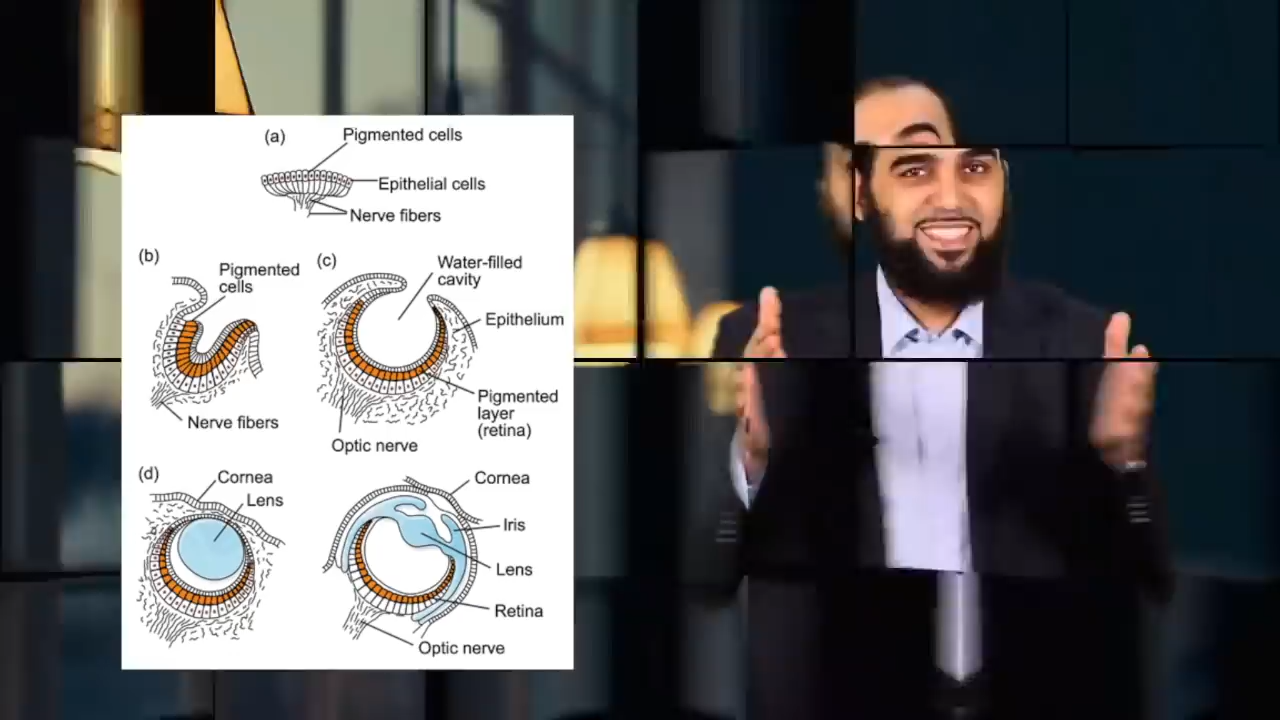 (a)
Pigmented cells
Epithelial cells
Nerve fibers
(b)
Pigmented
cells
Nerve fibers
(c)
Water-filled
cavity
Epithelium
Pigmented
layer
(retina)
Optic nerve
(d)
Cornea
Lens
Cornea
Iris
Lens
Retina
Optic nerve